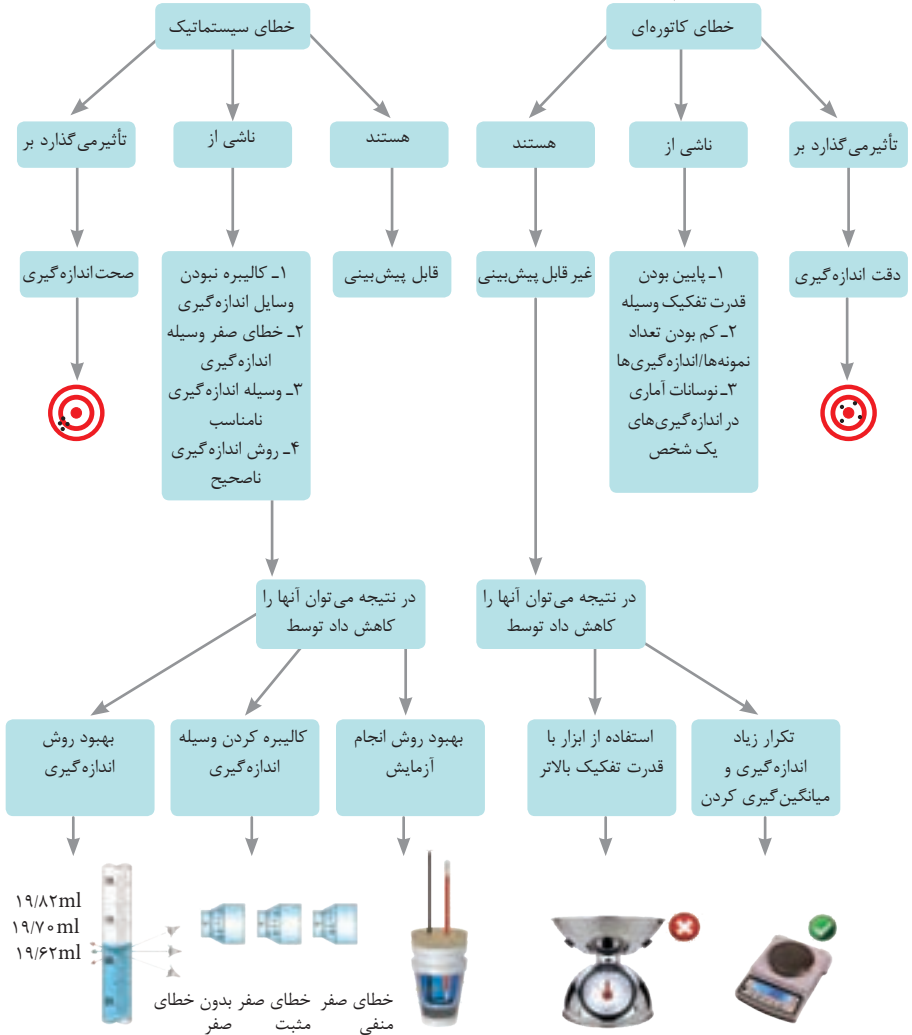 خطای کاتوره‌ای
تأثیرمی‌گذارد بر
ناشی از
هستند
دقت اندازه‌گیری
۱ـ پایین بودن
قدرت تفکیک وسیله
۲ـ کم بودن تعداد
نمونه‌ها/اندازه‌گیری‌ها
۳ـ نوسانات آماری
در اندازه‌گیری‌های
یک شخص
غیر قابل پیش‌بینی
در نتیجه می‌توان آنها را
کاهش داد توسط
تکرار زیاد
اندازه‌گیری و
میانگین‌گیری کردن
استفاده از ابزار با
قدرت تفکیک بالاتر
خطای سیستماتیک
هستند
ناشی از
تأثیرمی‌گذارد بر
قابل پیش‌بینی
۱ـ کالیبره نبودن
وسایل اندازه‌گیری
۲ـ خطای صفر وسیله
اندازه‌گیری
۳ـ وسیله اندازه‌گیری
نامناسب
۴ـ روش اندازه‌گیری
ناصحیح
صحت‌اندازه‌گیری
در نتیجه می‌توان آنها را
کاهش داد توسط
بهبود روش انجام
آزمایش
کالیبره کردن وسیله
اندازه‌گیری
بهبود روش
اندازه‌گیری
خطای صفر
منفی
خطای صفر
مثبت
بدون خطای
صفر
۱۹/۸۲ml
۱۹/۷۰ml
۱۹/۶۲ml